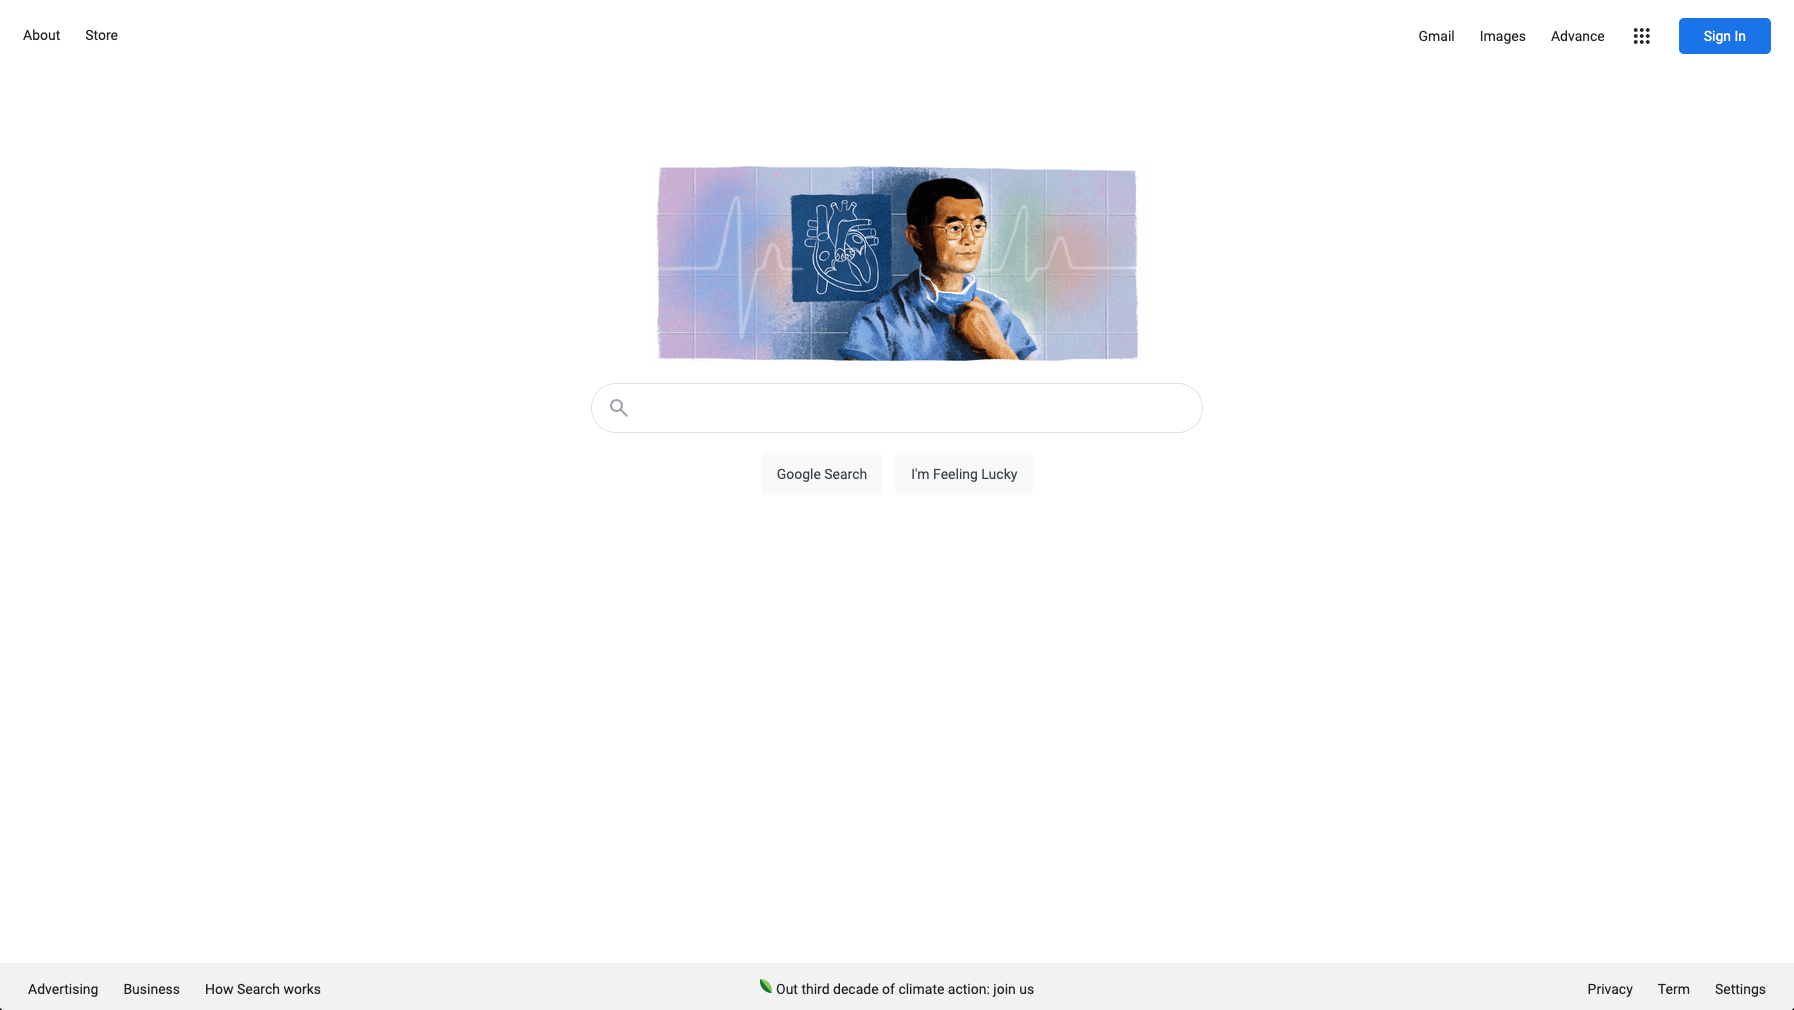 About Store
Gmail Images Advance Sign In
Google Search I'm Feeling Lucky
Advertising Business How Search works Out third decade of climate action: join us Privacy Term Settings